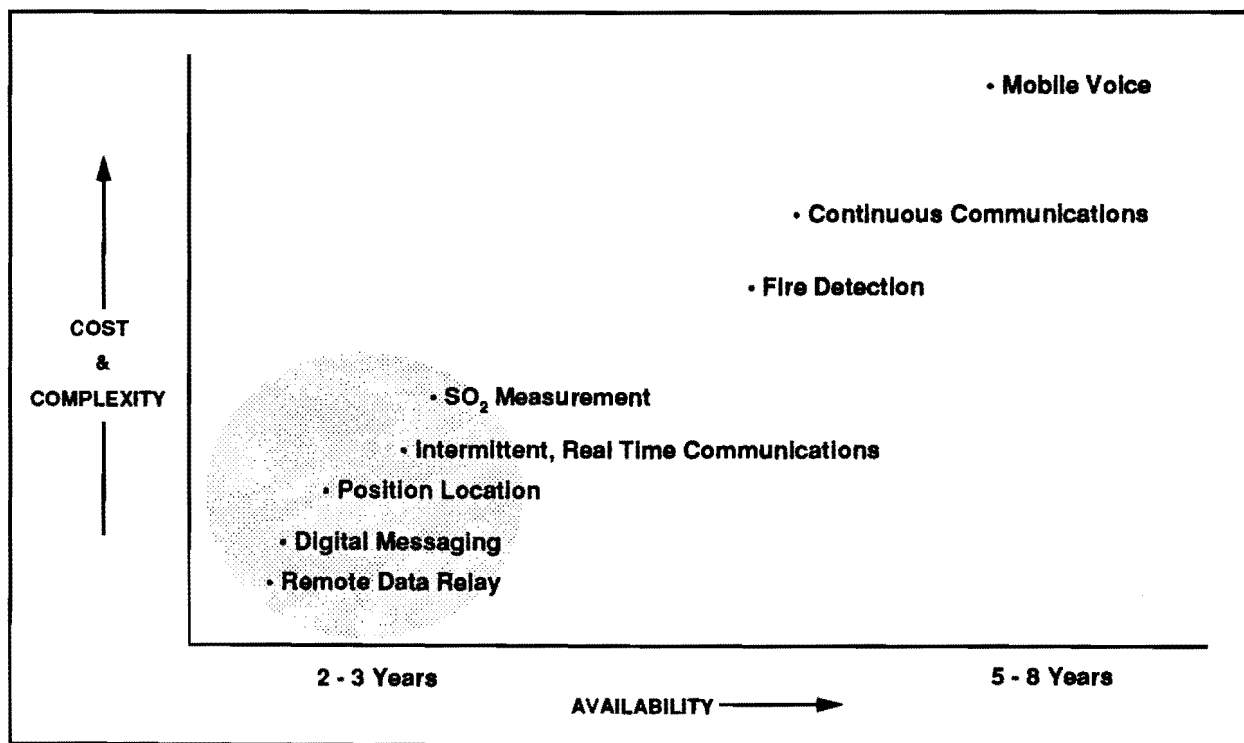 • Mobile Voice
• Continuous Communications
• Fire Detection
COST
&
COMPLEXITY
• SO₂ Measurement
• Intermittent, Real Time Communications
• Position Location
• Digital Messaging
• Remote Data Relay
2 - 3 Years
5 - 8 Years
AVAILABILITY